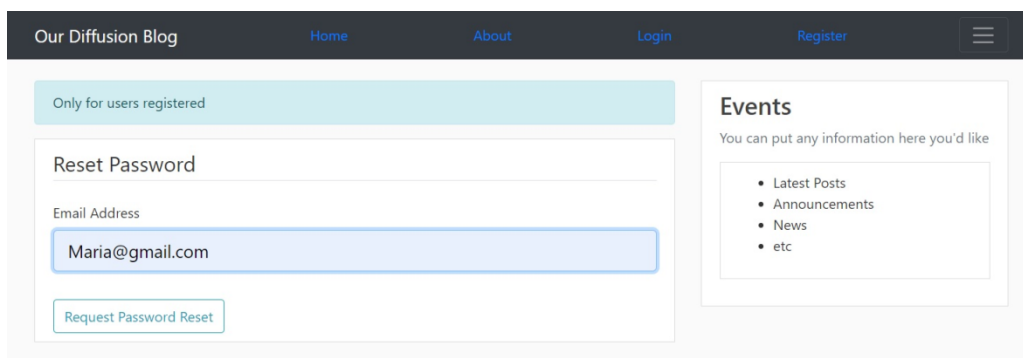 Our Diffusion Blog Home About Login Register
Only for users registered
Reset Password
Email Address
Maria@gmail.com
Request Password Reset
Events
You can put any information here you'd like
Latest Posts
Announcements
News
etc